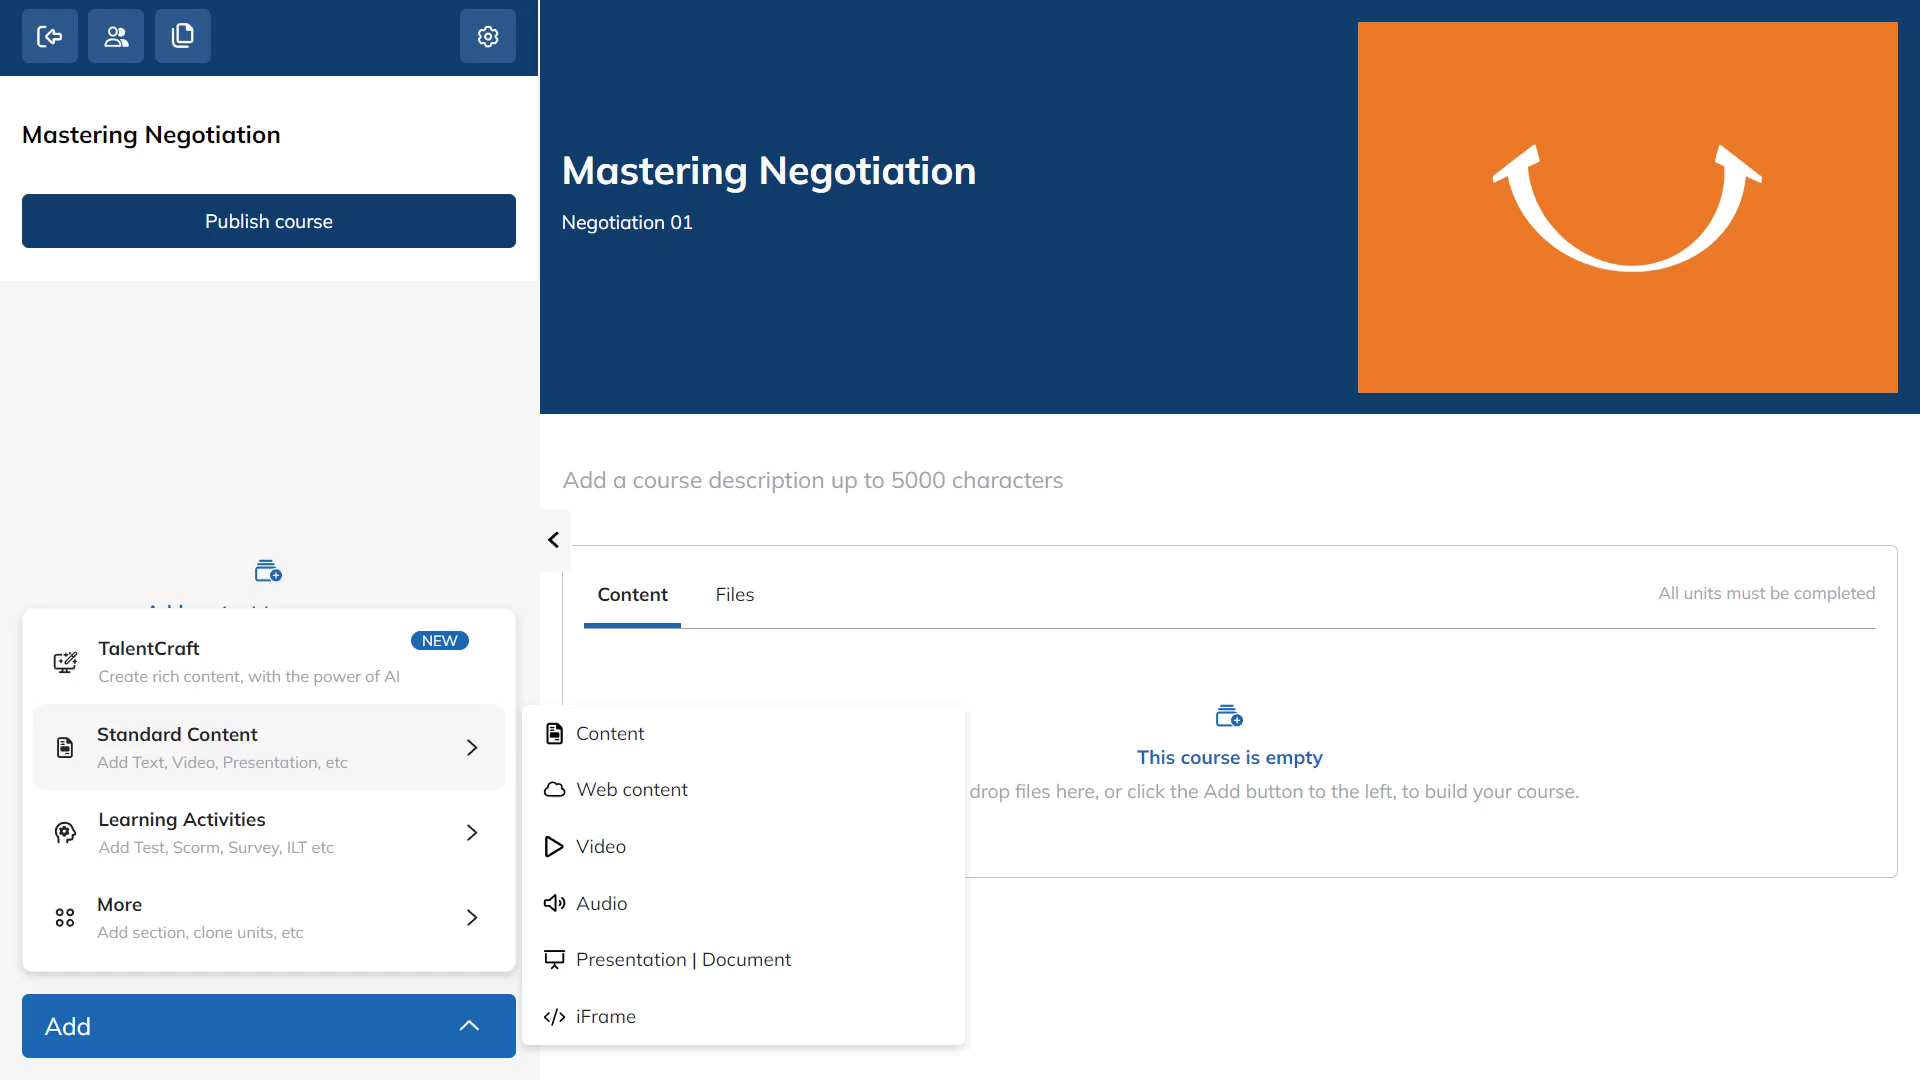 Mastering Negotiation
Publish course
TalentCraft
NEW
Create rich content, with the power of AI
Standard Content
Add Text, Video, Presentation, etc
Learning Activities
Add Test, Scorm, Survey, ILT etc
More
Add section, clone units, etc
Add
Content
Web content
Video
Audio
Presentation | Document
iFrame
Mastering Negotiation
Negotiation 01
Add a course description up to 5000 characters
Content
Files
All units must be completed
This course is empty
drop files here, or click the Add button to the left, to build your course.